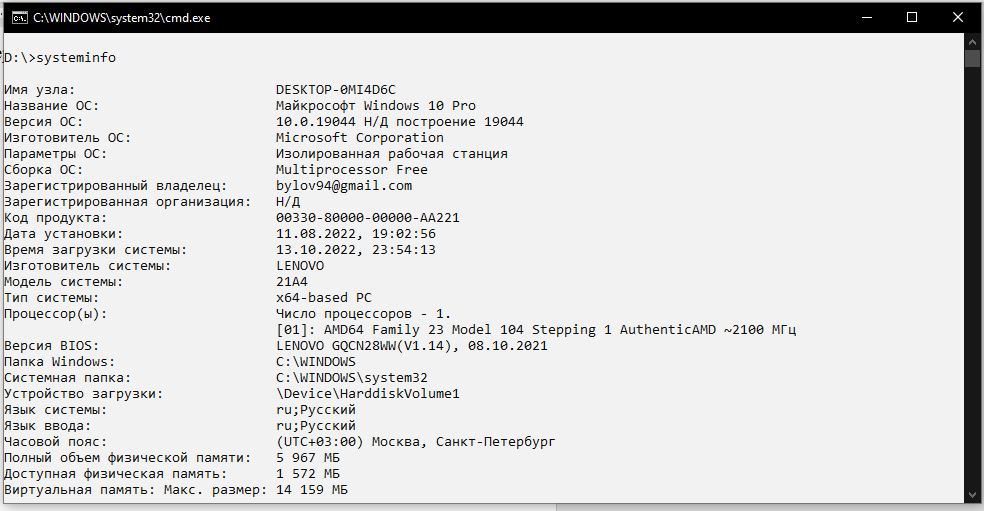 C:\WINDOWS\system32\cmd.exe
D:\>systeminfo
Имя узла: DESKTOP-0MI4D6C
Название ОС: Майкрософт Windows 10 Pro
Версия ОС: 10.0.19044 Н/Д построение 19044
Изготовитель ОС: Microsoft Corporation
Параметры ОС: Изолированная рабочая станция
Сборка ОС: Multiprocessor Free
Зарегистрированный владелец: bylov94@gmail.com
Зарегистрированная организация: Н/Д
Код продукта: 00330-80000-00000-AA221
Дата установки: 11.08.2022, 19:02:56
Время загрузки системы: 13.10.2022, 23:54:13
Изготовитель системы: LENOVO
Модель системы: 21A4
Тип системы: x64-based PC
Процессор(ы): Число процессоров - 1.
[01]: AMD64 Family 23 Model 104 Stepping 1 AuthenticAMD ~2100 МГц
Версия BIOS: LENOVO GQCN28WW(V1.14), 08.10.2021
Папка Windows: C:\WINDOWS
Системная папка: C:\WINDOWS\system32
Устройство загрузки: \Device\HarddiskVolume1
Язык системы: ru;Русский
Язык ввода: ru;Русский
Часовой пояс: (UTC+03:00) Москва, Санкт-Петербург
Полный объем физической памяти: 5 967 МБ
Доступная физическая память: 1 572 МБ
Виртуальная память: Макс. размер: 14 159 МБ